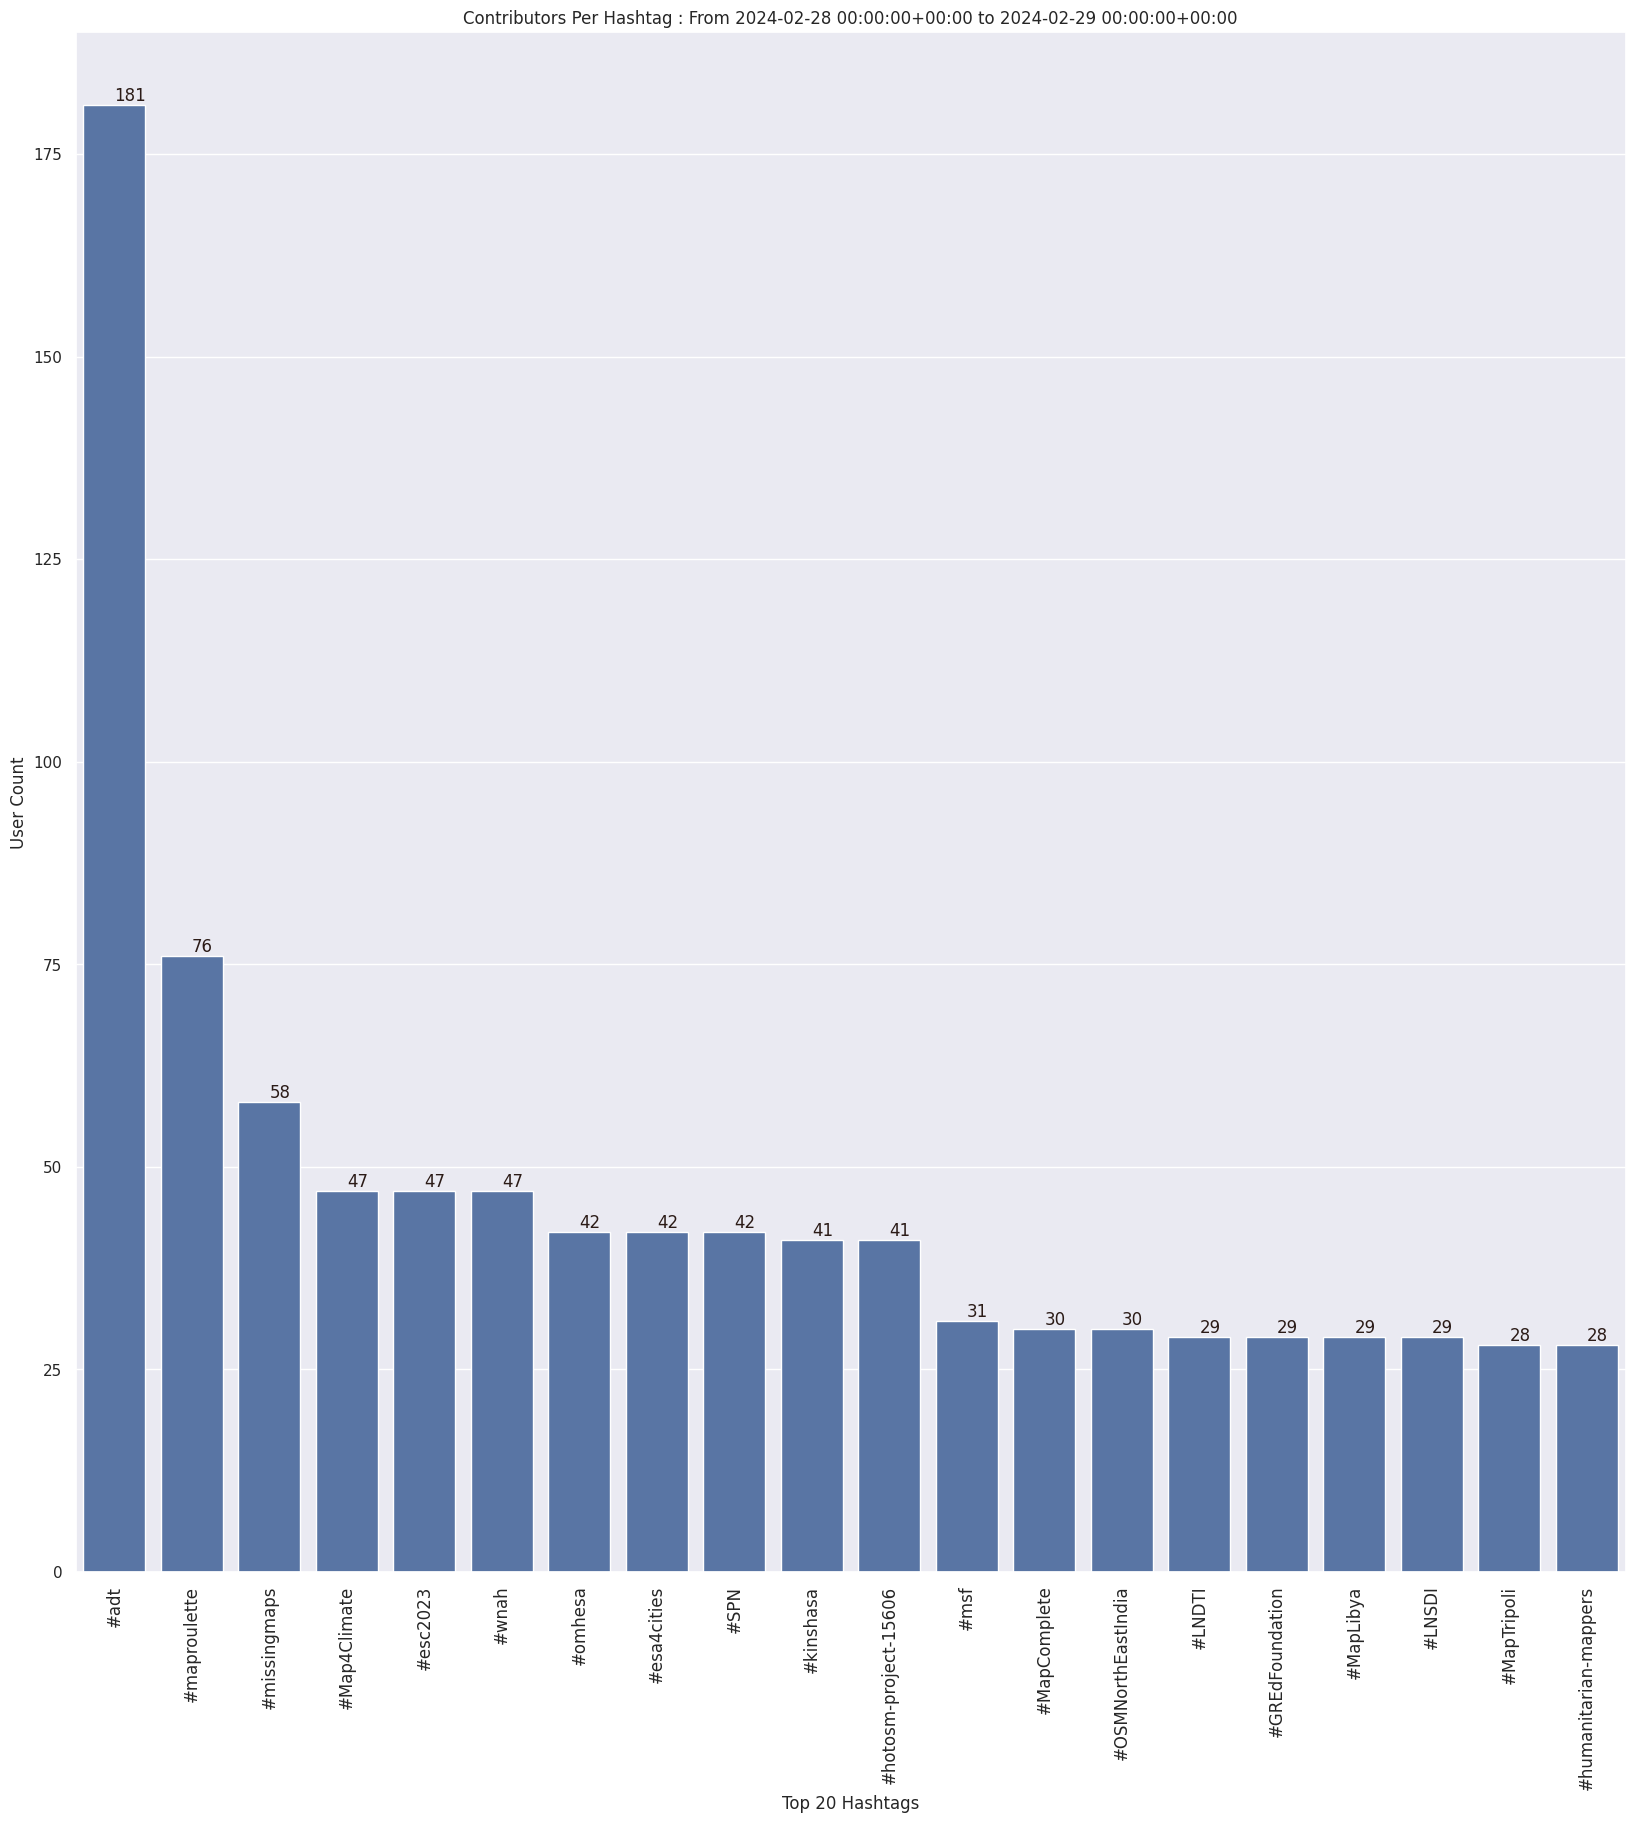 Contributors Per Hashtag : From 2024-02-28 00:00:00+00:00 to 2024-02-29 00:00:00+00:00
181
175
150
125
100
User Count
76
75
58
50
47
47
47
42
42
42
41
41
31
30
30
29
29
29
29
28
28
25
0
#adt
#maproulette
#missingmaps
#Map4Climate
#esc2023
#wnah
#omhesa
#esa4cities
#SPN
#kinshasa
#hotosm-project-15606
#msf
#MapComplete
#OSMNorthEastIndia
#LNDTI
#GREdFoundation
#MapLibya
#LNSDI
#MapTripoli
#humanitarian-mappers
Top 20 Hashtags